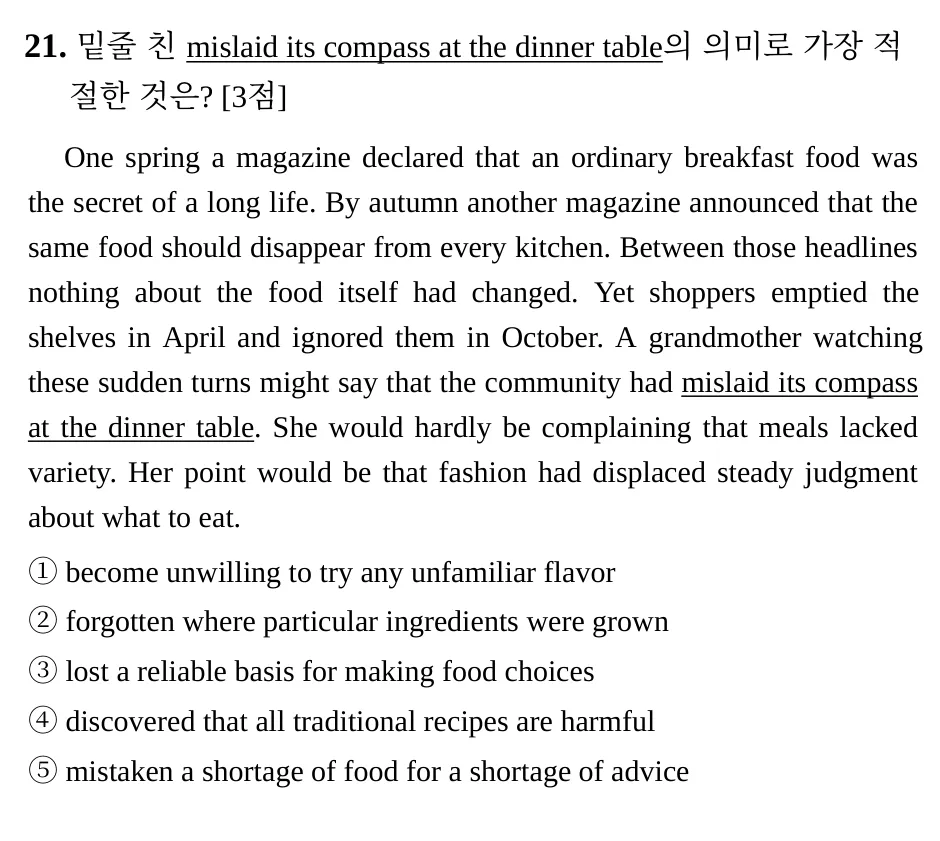 21. 밑줄 친 mislaid its compass at the dinner table의 의미로 가장 적
절한 것은? [3점]
One spring a magazine declared that an ordinary breakfast food was
the secret of a long life. By autumn another magazine announced that the
same food should disappear from every kitchen. Between those headlines
nothing about the food itself had changed. Yet shoppers emptied the
shelves in April and ignored them in October. A grandmother watching
these sudden turns might say that the community had mislaid its compass
at the dinner table. She would hardly be complaining that meals lacked
variety. Her point would be that fashion had displaced steady judgment
about what to eat.
① become unwilling to try any unfamiliar flavor
② forgotten where particular ingredients were grown
③ lost a reliable basis for making food choices
④ discovered that all traditional recipes are harmful
⑤ mistaken a shortage of food for a shortage of advice